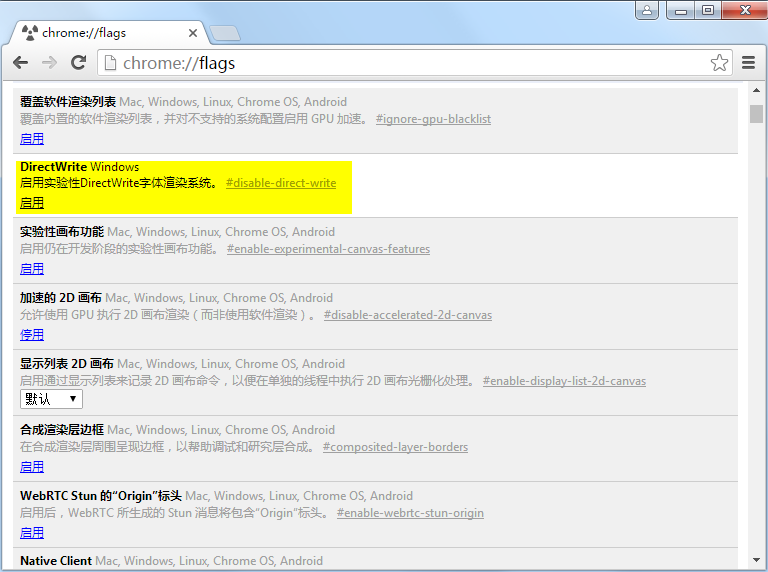 chrome://flags
chrome://flags
覆盖软件渲染列表 Mac, Windows, Linux, Chrome OS, Android
覆盖内置的软件渲染列表，并对不支持的系统配置启用 GPU 加速。 #ignore-gpu-blacklist
启用
DirectWrite Windows
启用实验性DirectWrite字体渲染系统。 #disable-direct-write
启用
实验性画布功能 Mac, Windows, Linux, Chrome OS, Android
启用仍在开发阶段的实验性画布功能。 #enable-experimental-canvas-features
启用
加速的 2D 画布 Mac, Windows, Linux, Chrome OS, Android
允许使用 GPU 执行 2D 画布渲染（而非使用软件渲染）。 #disable-accelerated-2d-canvas
停用
显示列表 2D 画布 Mac, Windows, Linux, Chrome OS, Android
启用通过显示列表来记录 2D 画布命令，以便在单独的线程中执行 2D 画布光栅化处理。 #enable-display-list-2d-canvas
默认
合成渲染层边框 Mac, Windows, Linux, Chrome OS, Android
在合成渲染层周围呈现边框，以帮助调试和研究层合成。 #composited-layer-borders
启用
WebRTC Stun 的“Origin”标头 Mac, Windows, Linux, Chrome OS, Android
启用后，WebRTC 所生成的 Stun 消息将包含“Origin”标头。 #enable-webrtc-stun-origin
启用
Native Client Mac, Windows, Linux, Chrome OS, Android